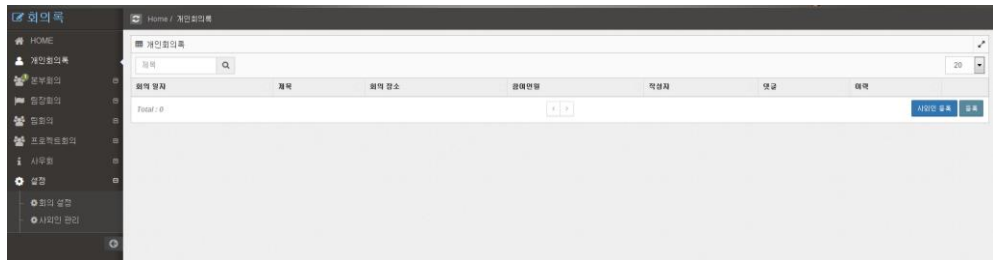 회의록
Home / 개인회의록
HOME
개인회의록
본부회의
팀장회의
팀회의
프로젝트회의
사우회
설정
회의 설정
사외인 관리
개인회의록
제목
20
회의 일자 제목 회의 장소 참여인원 작성자 댓글 이력
Total : 0
사외인 등록 등록